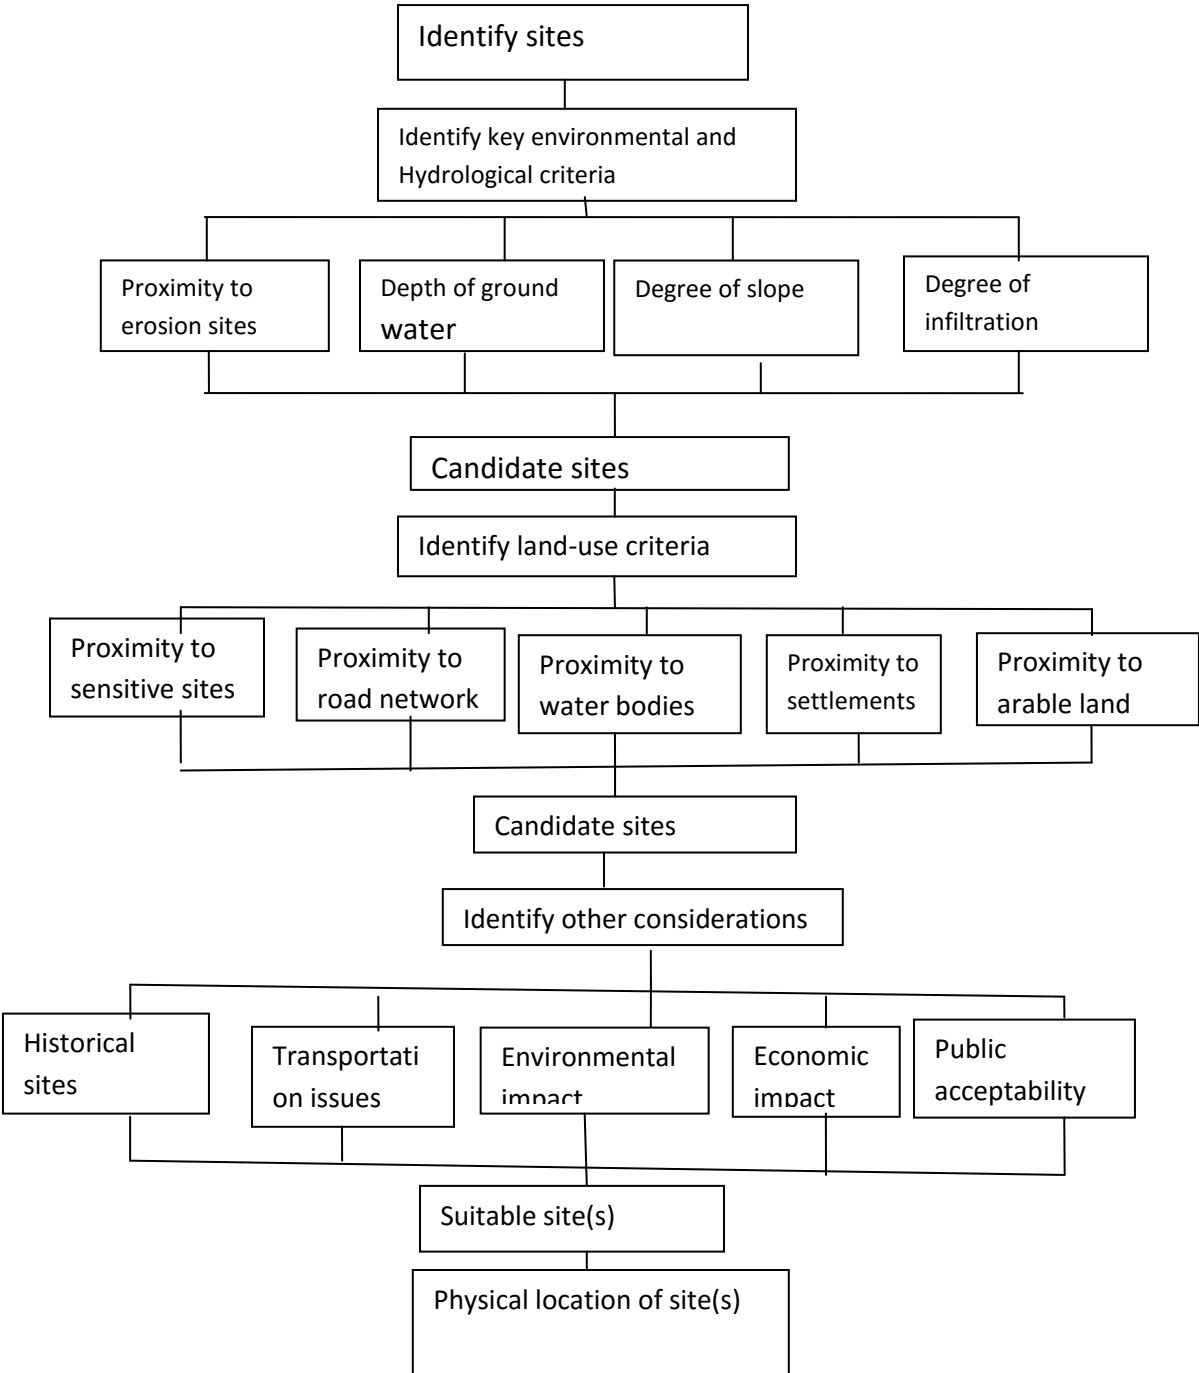 Identify sites
Identify key environmental and
Hydrological criteria
Proximity to
erosion sites
Depth of ground
water
Degree of slope
Degree of
infiltration
Candidate sites
Identify land-use criteria
Proximity to
sensitive sites
Proximity to
road network
Proximity to
water bodies
Proximity to
settlements
Proximity to
arable land
Candidate sites
Identify other considerations
Historical
sites
Transportati
on issues
Environmental
impact
Economic
impact
Public
acceptability
Suitable site(s)
Physical location of site(s)